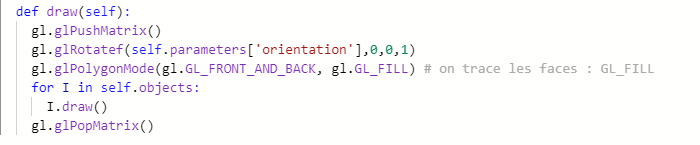 def draw(self):
  gl.glPushMatrix()
  gl.glRotatef(self.parameters['orientation'],0,0,1)
  gl.glPolygonMode(gl.GL_FRONT_AND_BACK, gl.GL_FILL) # on trace les faces : GL_FILL
  for I in self.objects:
    I.draw()
  gl.glPopMatrix()